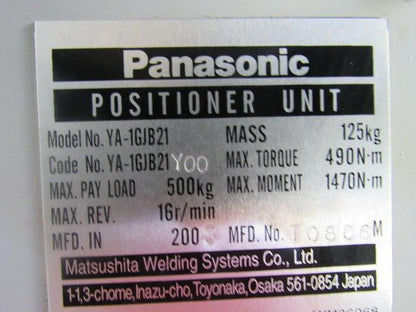 Panasonic
POSITIONER UNIT
Model No. YA-1GJB21 MASS 125kg
Code No. YA-1GJB21Y00 MAX. TORQUE 490N·m
MAX. PAY LOAD 500kg MAX. MOMENT 1470N·m
MAX. REV. 16r/min
MFD. IN MFD. No. T0806M
Matsushita Welding Systems Co., Ltd.
1-1,3-chome,Inazu-cho,Toyonaka,Osaka 561-0854 Japan